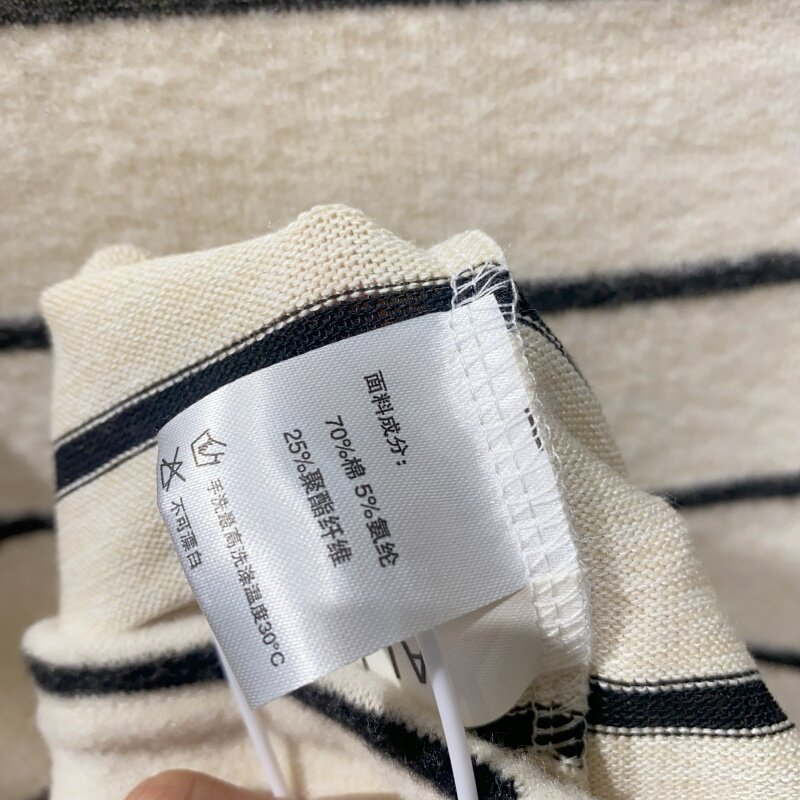 面料成分：
70%棉 5%氨纶
25%聚酯纤维
手洗最高洗涤温度30°C
不可漂白